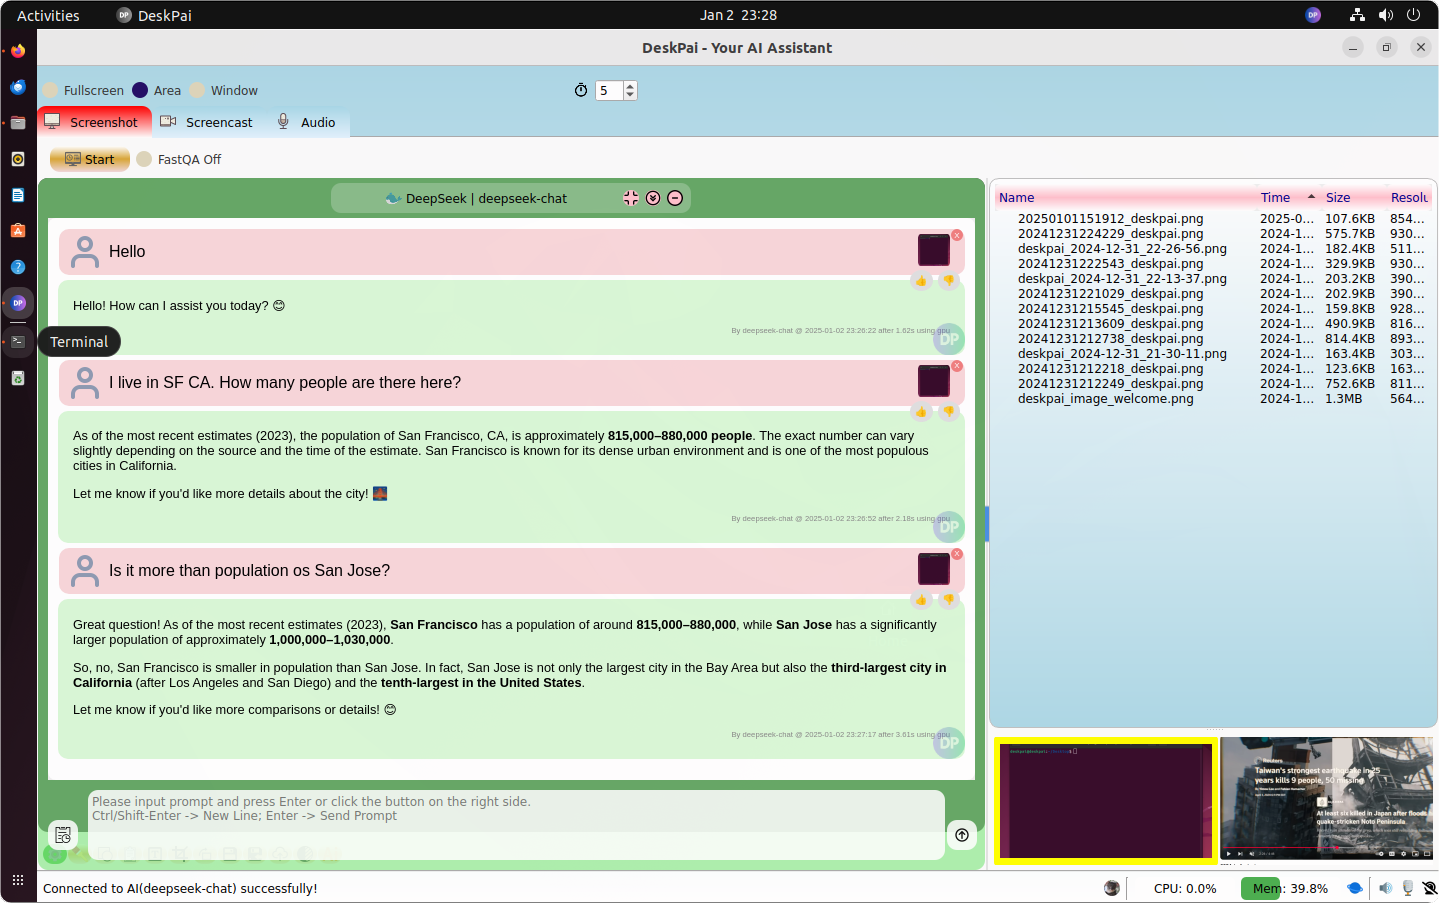 Activities
DeskPai
Jan 2 23:28
DeskPai - Your AI Assistant
Fullscreen
Area
Window
5
Screenshot
Screencast
Audio
Start
FastQA Off
DeepSeek | deepseek-chat
Hello
Hello! How can I assist you today? 😊
By deepseek-chat @ 2025-01-02 23:26:22 after 1.62s using gpu
DP
Terminal
I live in SF CA. How many people are there here?
As of the most recent estimates (2023), the population of San Francisco, CA, is approximately 815,000–880,000 people. The exact number can vary
slightly depending on the source and the time of the estimate. San Francisco is known for its dense urban environment and is one of the most populous
cities in California.
Let me know if you'd like more details about the city! 🌉
By deepseek-chat @ 2025-01-02 23:26:52 after 2.18s using gpu
DP
Is it more than population os San Jose?
Great question! As of the most recent estimates (2023), San Francisco has a population of around 815,000–880,000, while San Jose has a significantly
larger population of approximately 1,000,000–1,030,000.
So, no, San Francisco is smaller in population than San Jose. In fact, San Jose is not only the largest city in the Bay Area but also the third-largest city in
California (after Los Angeles and San Diego) and the tenth-largest in the United States.
Let me know if you'd like more comparisons or details! 😊
By deepseek-chat @ 2025-01-02 23:27:17 after 3.61s using gpu
DP
Please input prompt and press Enter or click the button on the right side.
Ctrl/Shift-Enter -> New Line; Enter -> Send Prompt
Name Time Size Resolu
20250101151912_deskpai.png 2025-0... 107.6KB 854...
20241231224229_deskpai.png 2024-1... 575.7KB 930...
deskpai_2024-12-31_22-26-56.png 2024-1... 182.4KB 511...
20241231222543_deskpai.png 2024-1... 329.9KB 930...
deskpai_2024-12-31_22-13-37.png 2024-1... 203.2KB 390...
20241231221029_deskpai.png 2024-1... 202.9KB 390...
20241231215545_deskpai.png 2024-1... 159.8KB 928...
20241231213609_deskpai.png 2024-1... 490.9KB 816...
20241231212738_deskpai.png 2024-1... 814.4KB 893...
deskpai_2024-12-31_21-30-11.png 2024-1... 163.4KB 303...
20241231212218_deskpai.png 2024-1... 123.6KB 163...
20241231212249_deskpai.png 2024-1... 752.6KB 811...
deskpai_image_welcome.png 2024-1... 1.3MB 564...
Reuters
Taiwan's strongest earthquake in 25
years kills 9 people, 50 missing
At least six killed in Japan after floods
quake-stricken Noto Peninsula
Connected to AI(deepseek-chat) successfully!
CPU: 0.0%
Mem: 39.8%